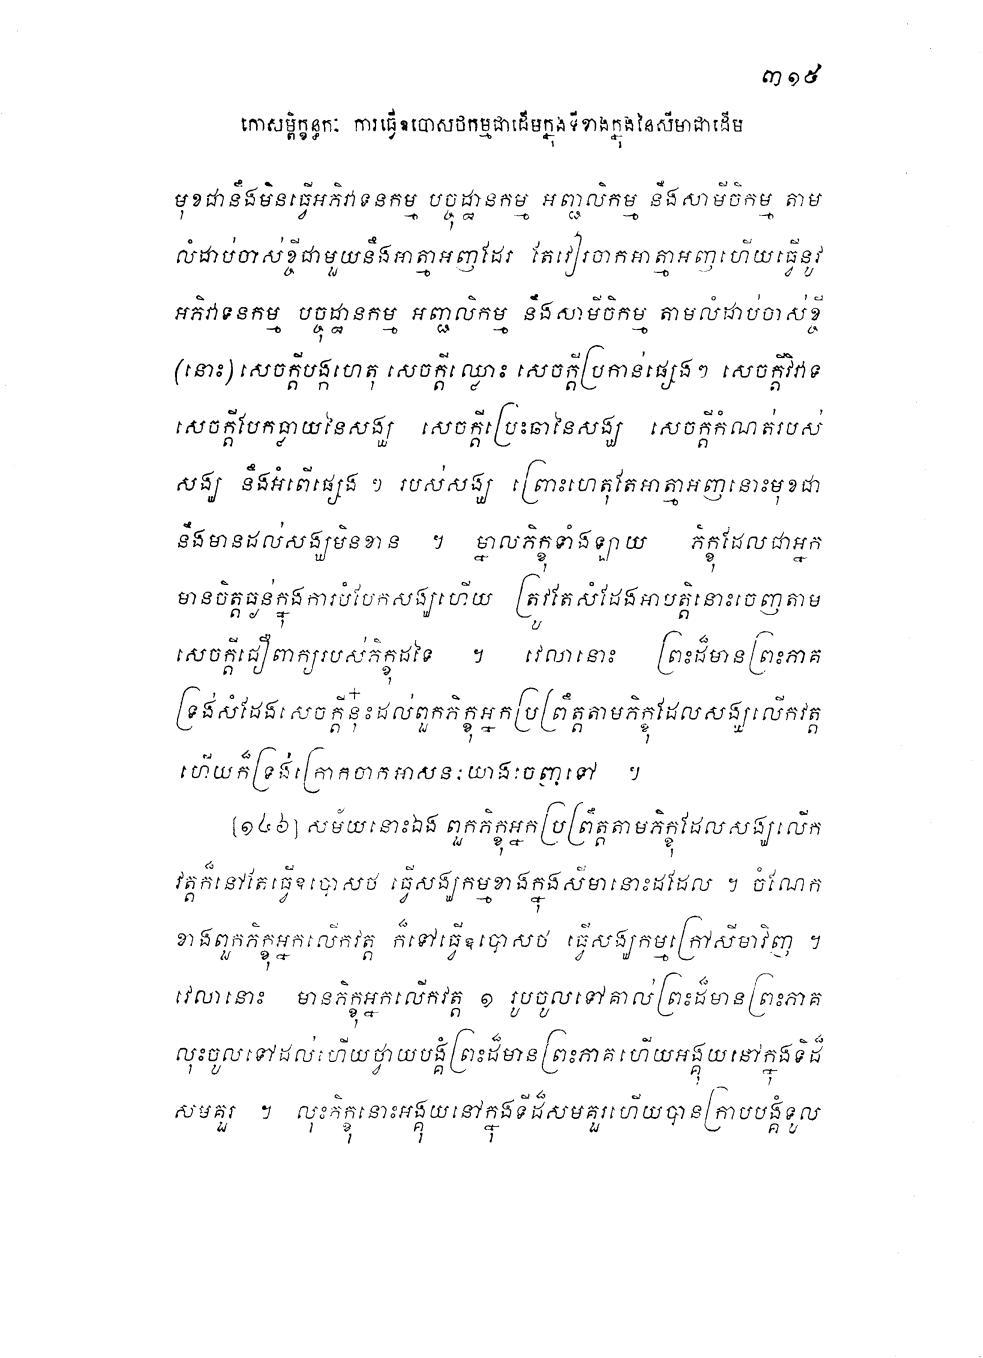 ៣១៥
កោសម្ពិក្ខន្ធកៈ ការធ្វើឧបោសថកម្មជាដើមក្នុងទីខាងក្នុងនៃសីមាជាដើម
មុខជានឹងមិនធ្វើអភិវាទនកម្ម បច្ចុដ្ឋានកម្ម អញ្ជលិកម្ម នឹងសាមីចិកម្ម តាម
លំដាប់ចាស់ខ្ចីជាមួយនឹងអាត្មាអញដែរ តែវៀរចាកអាត្មាអញហើយធ្វើនូវ
អភិវាទនកម្ម បច្ចុដ្ឋានកម្ម អញ្ជលិកម្ម នឹងសាមីចិកម្ម តាមលំដាប់ចាស់ខ្ចី
(នោះ) សេចក្តីបង្កហេតុ សេចក្តីឈ្លោះ សេចក្តីប្រកាន់ផ្សេងៗ សេចក្តីវិវាទ
សេចក្តីបែកធ្លាយនៃសង្ឃ សេចក្តីប្រេះឆានៃសង្ឃ សេចក្តីកំណត់របស់
សង្ឃ នឹងអំពើផ្សេង ៗ របស់សង្ឃ ព្រោះហេតុតែអាត្មាអញនោះមុខជា
នឹងមានដល់សង្ឃមិនខាន ។ ម្នាលភិក្ខុទាំងឡាយ ភិក្ខុដែលជាអ្នក
មានចិត្តធ្ងន់ក្នុងការបំបែកសង្ឃហើយ ត្រូវតែសំដែងអាបត្តិនោះចេញតាម
សេចក្តីជឿពាក្យរបស់ភិក្ខុដទៃ ។ វេលានោះ ព្រះដ៏មានព្រះភាគ
ទ្រង់សំដែងសេចក្តីនុ៎ះដល់ពួកភិក្ខុអ្នកប្រព្រឹត្តតាមភិក្ខុដែលសង្ឃលើកវត្ត
ហើយក៏ទ្រង់ក្រោកចាកអាសនៈយាងចេញទៅ ។
[១៤៦] សម័យនោះឯង ពួកភិក្ខុអ្នកប្រព្រឹត្តតាមភិក្ខុដែលសង្ឃលើក
វត្តក៏នៅតែធ្វើឧបោសថ ធ្វើសង្ឃកម្មខាងក្នុងសីមានោះដដែល ។ ចំណែក
ខាងពួកភិក្ខុអ្នកលើកវត្ត ក៏ទៅធ្វើឧបោសថ ធ្វើសង្ឃកម្មក្រៅសីមាវិញ ។
វេលានោះ មានភិក្ខុអ្នកលើកវត្ត ១ រូបចូលទៅគាល់ព្រះដ៏មានព្រះភាគ
លុះចូលទៅដល់ហើយថ្វាយបង្គំព្រះដ៏មានព្រះភាគហើយអង្គុយនៅក្នុងទីដ៏
សមគួរ ។ លុះភិក្ខុនោះអង្គុយនៅក្នុងទីដ៏សមគួរហើយបានក្រាបបង្គំទូល